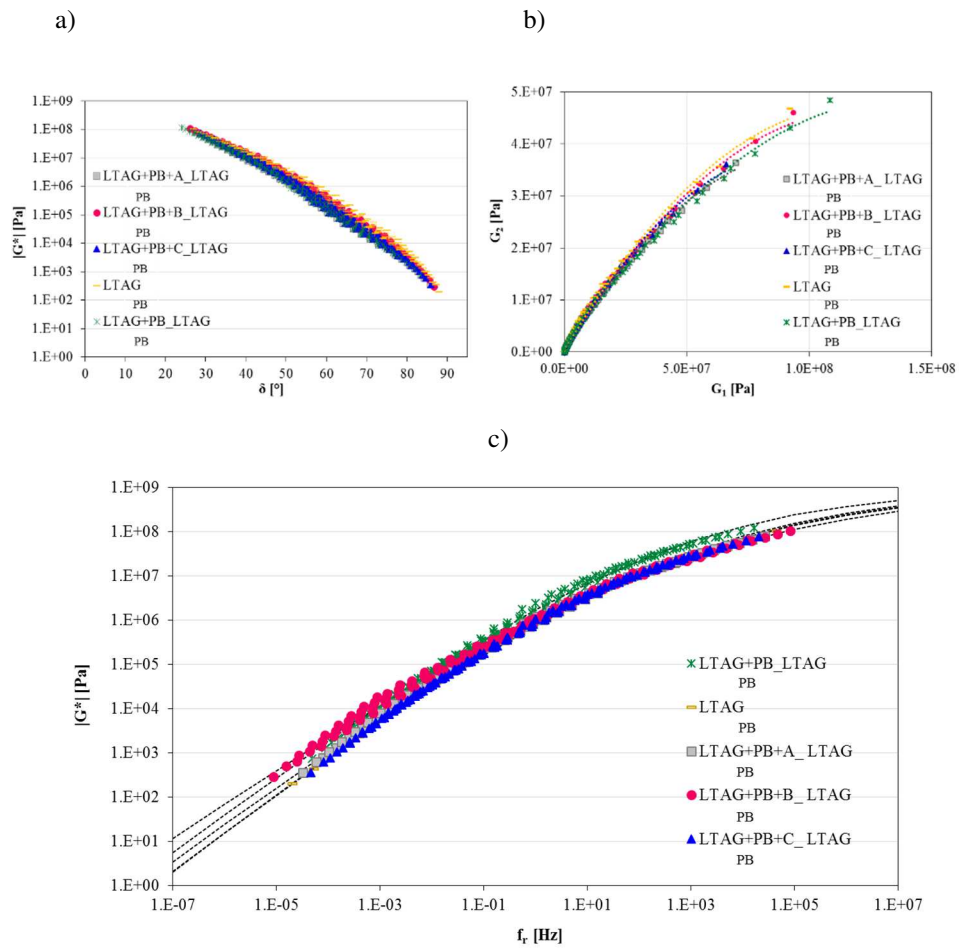 a)
b)
1.E+09
1.E+08
1.E+07
1.E+06
1.E+05
1.E+04
1.E+03
1.E+02
1.E+01
1.E+00
|G*| [Pa]
0 10 20 30 40 50 60 70 80 90
δ [°]
LTAG+PB+A_LTAG
PB
LTAG+PB+B_LTAG
PB
LTAG+PB+C_LTAG
PB
LTAG
PB
LTAG+PB_LTAG
PB
5.E+07
4.E+07
3.E+07
2.E+07
1.E+07
0.E+00
G2 [Pa]
0.E+00 5.E+07 1.E+08 1.5E+08
G1 [Pa]
LTAG+PB+A_ LTAG
PB
LTAG+PB+B_LTAG
PB
LTAG+PB+C_LTAG
PB
LTAG
PB
LTAG+PB_LTAG
PB
c)
1.E+09
1.E+08
1.E+07
1.E+06
1.E+05
1.E+04
1.E+03
1.E+02
1.E+01
1.E+00
|G*| [Pa]
1.E-07 1.E-05 1.E-03 1.E-01 1.E+01 1.E+03 1.E+05 1.E+07
fr [Hz]
LTAG+PB_LTAG
PB
LTAG
PB
LTAG+PB+A_LTAG
PB
LTAG+PB+B_ LTAG
PB
LTAG+PB+C_ LTAG
PB